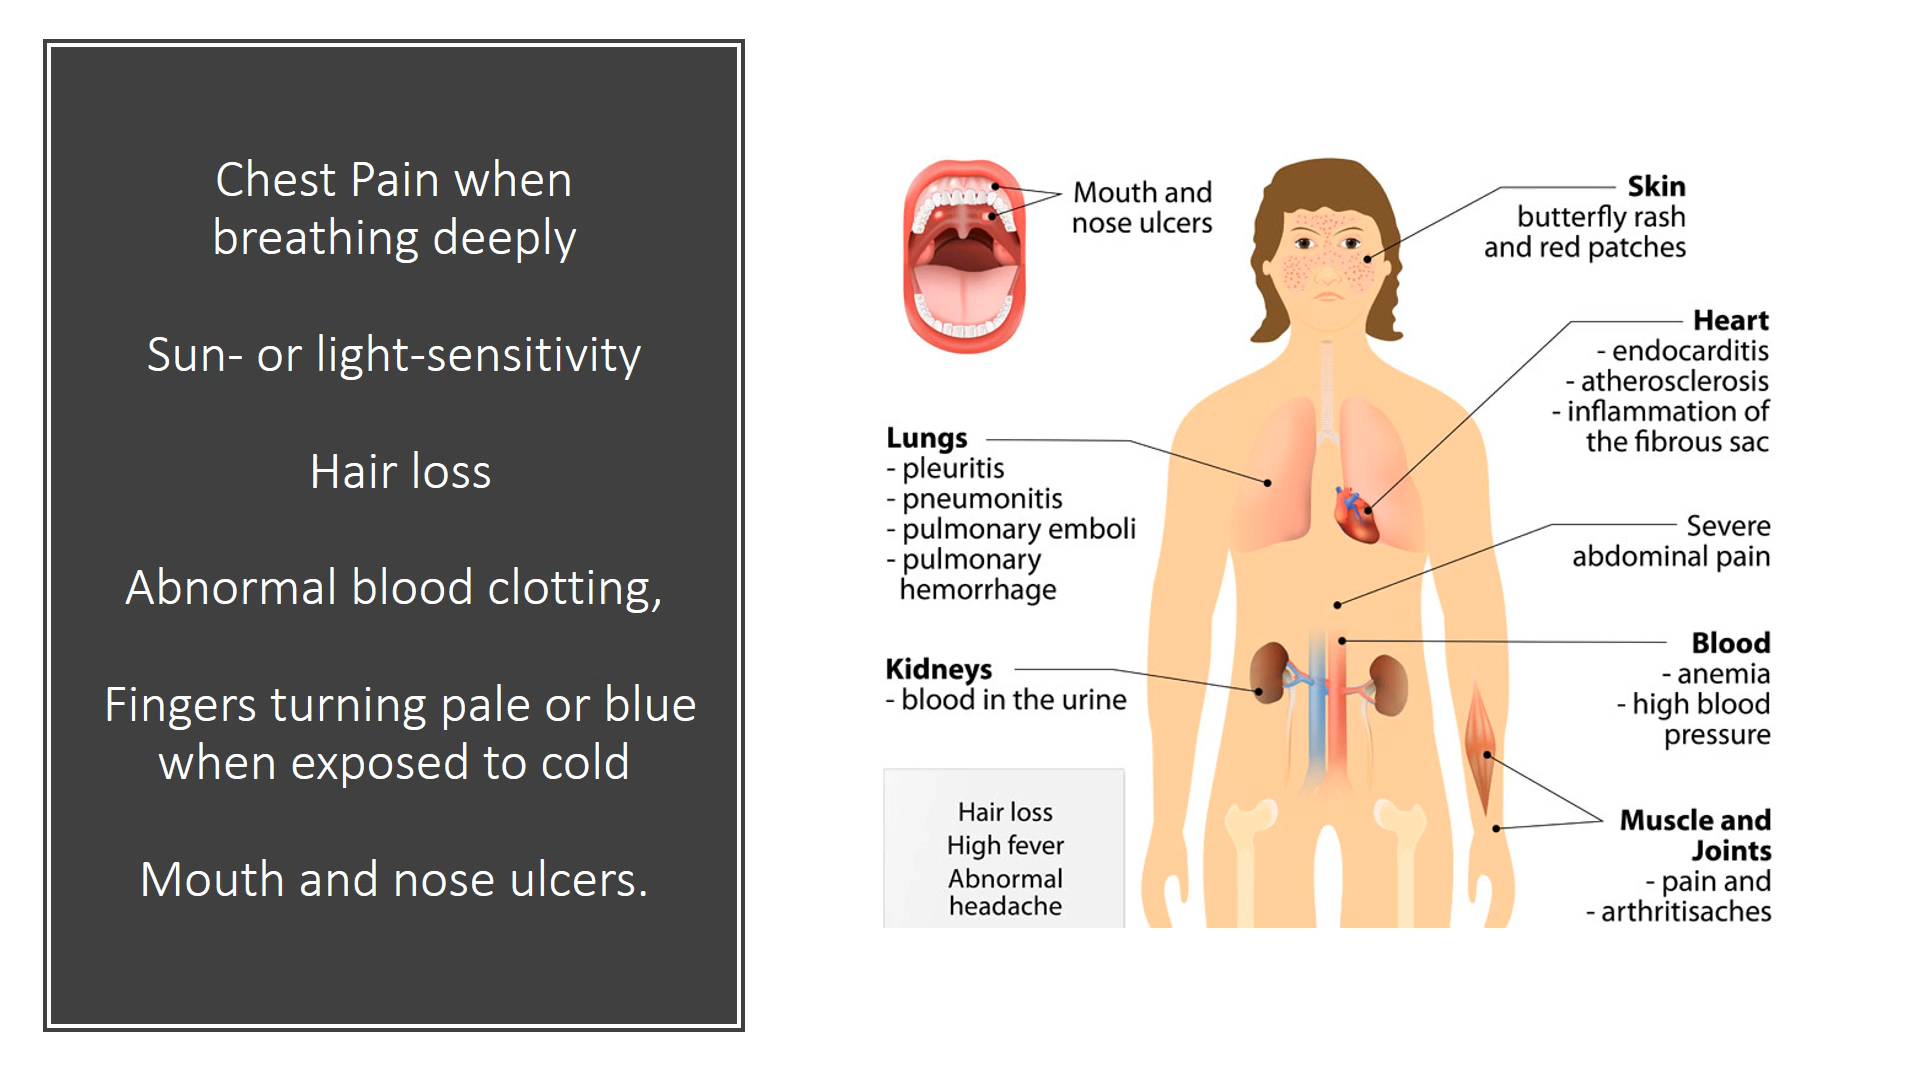 Chest Pain when
breathing deeply
Sun- or light-sensitivity
Hair loss
Abnormal blood clotting,
Fingers turning pale or blue
when exposed to cold
Mouth and nose ulcers.
Mouth and
nose ulcers
Skin
butterfly rash
and red patches
Heart
- endocarditis
- atherosclerosis
- inflammation of
the fibrous sac
Lungs
- pleuritis
- pneumonitis
- pulmonary emboli
- pulmonary
hemorrhage
Severe
abdominal pain
Kidneys
- blood in the urine
Blood
- anemia
- high blood
pressure
Hair loss
High fever
Abnormal
headache
Muscle and
Joints
- pain and
- arthritisaches